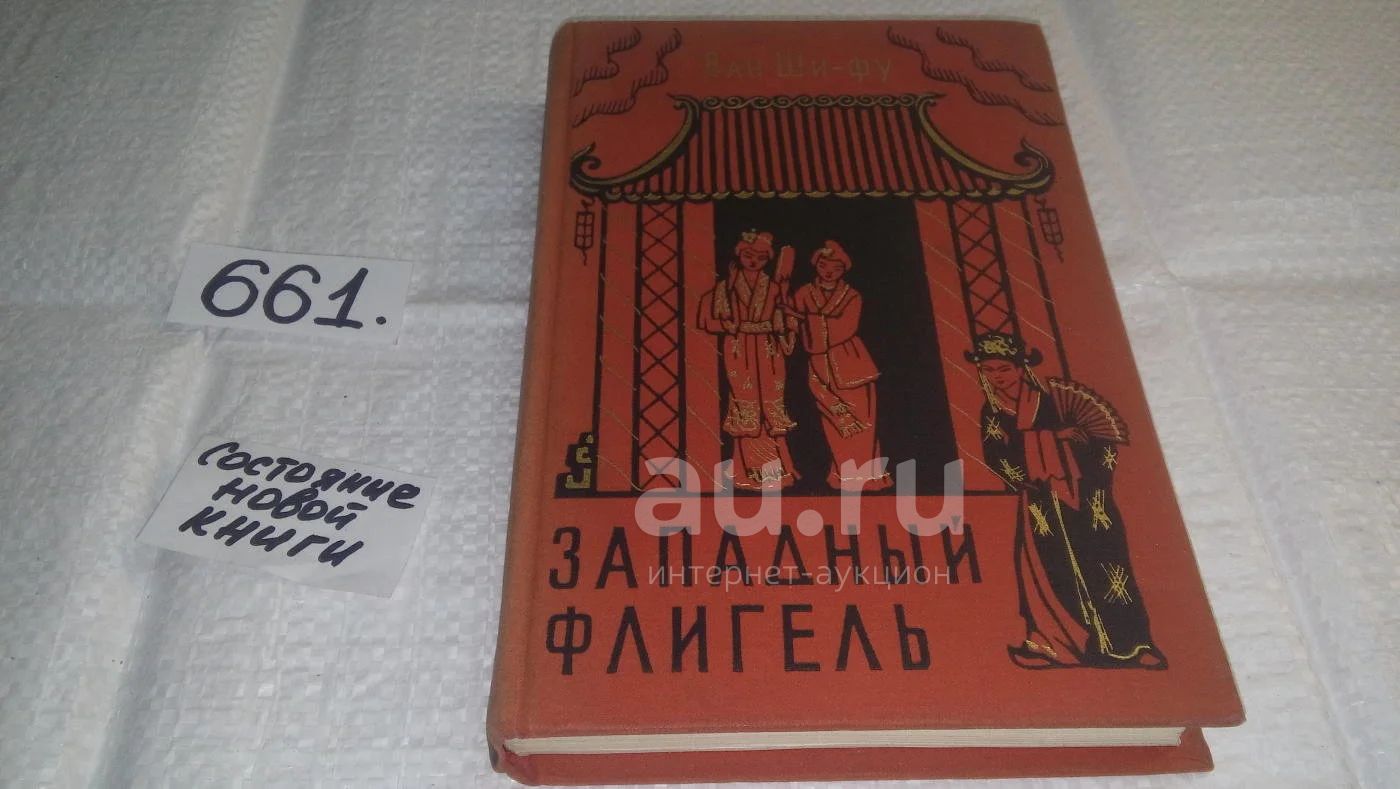 Ван Ши-фу
661.
состояние
новой
книги
au.ru
интернет-аукцион
ЗАПАДНЫЙ
ФЛИГЕЛЬ